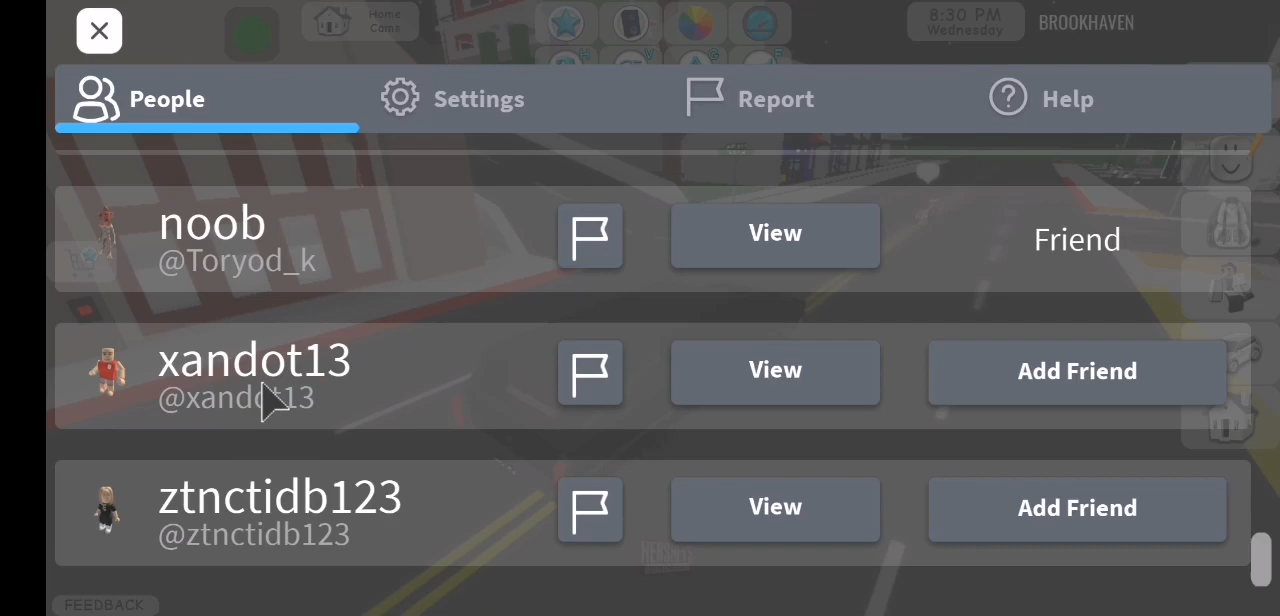 Home
Cams
8:30 PM
Wednesday
BROOKHAVEN
People
Settings
Report
Help
noob
@Toryod_k
View
Friend
xandot13
@xandot13
View
Add Friend
ztnctidb123
@ztnctidb123
View
Add Friend
FEEDBACK